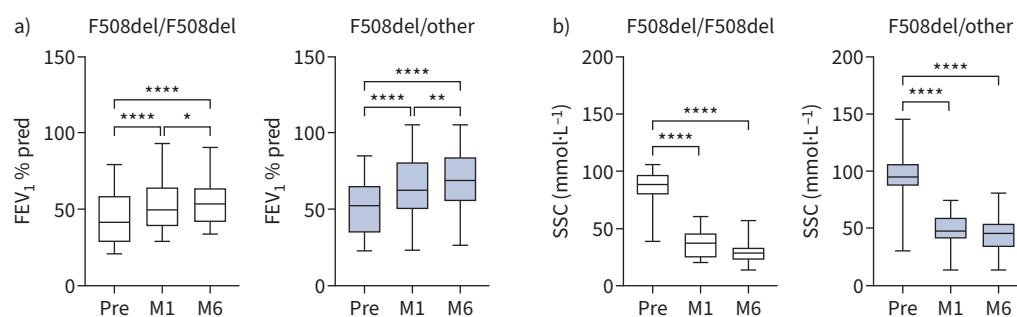 a) F508del/F508del F508del/other b) F508del/F508del F508del/other
150 150 200 200
**** **** **** ****
**** * **** ** **** ****
150 150
100 100
100 100
50 50
50 50
0 0 0 0
FEV1 % pred FEV1 % pred SSC (mmol·L−1) SSC (mmol·L−1)
Pre M1 M6 Pre M1 M6 Pre M1 M6 Pre M1 M6